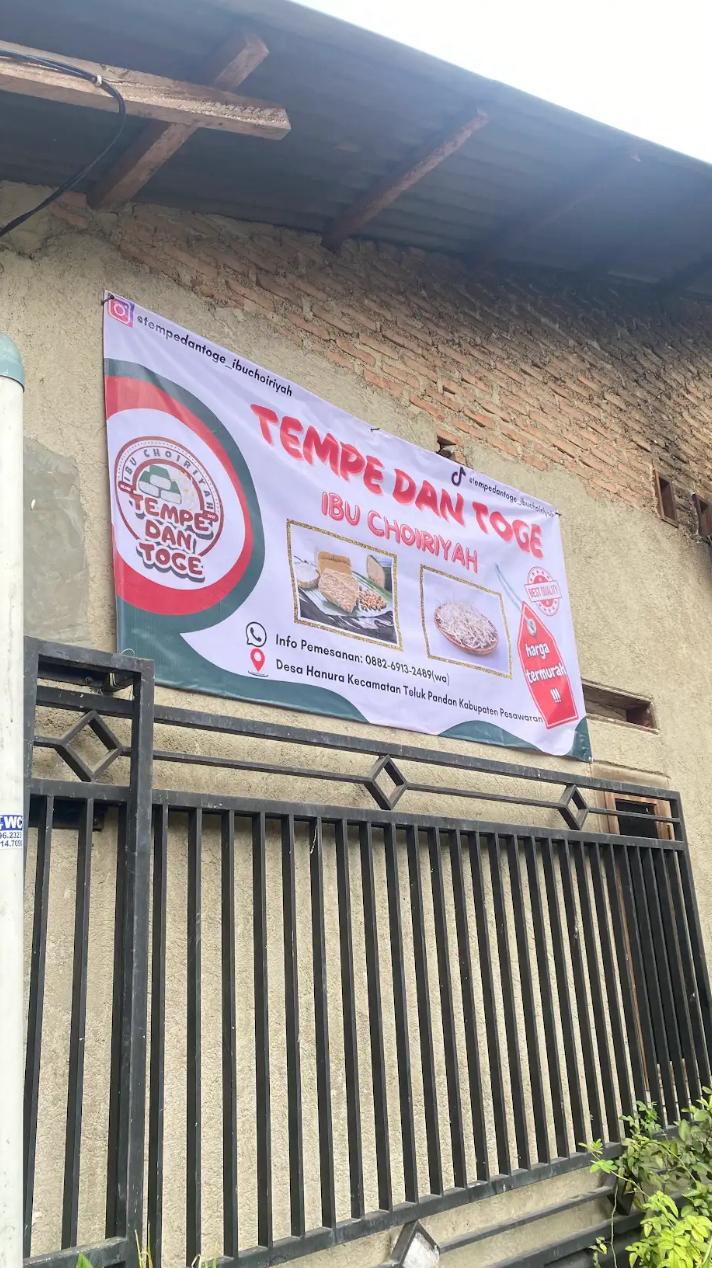 @tempedantoge_ibuchoiriyah
TEMPE DAN TOGE
@tempedantoge_ibuchoiriyah
IBU CHOIRIYAH
IBU CHOIRIYAH
TEMPE
DAN
TOGE
BEST QUALITY
harga
termurah
!!!
Info Pemesanan: 0882-6913-2489(wa)
Desa Hanura Kecamatan Teluk Pandan Kabupaten Pesawaran
WC